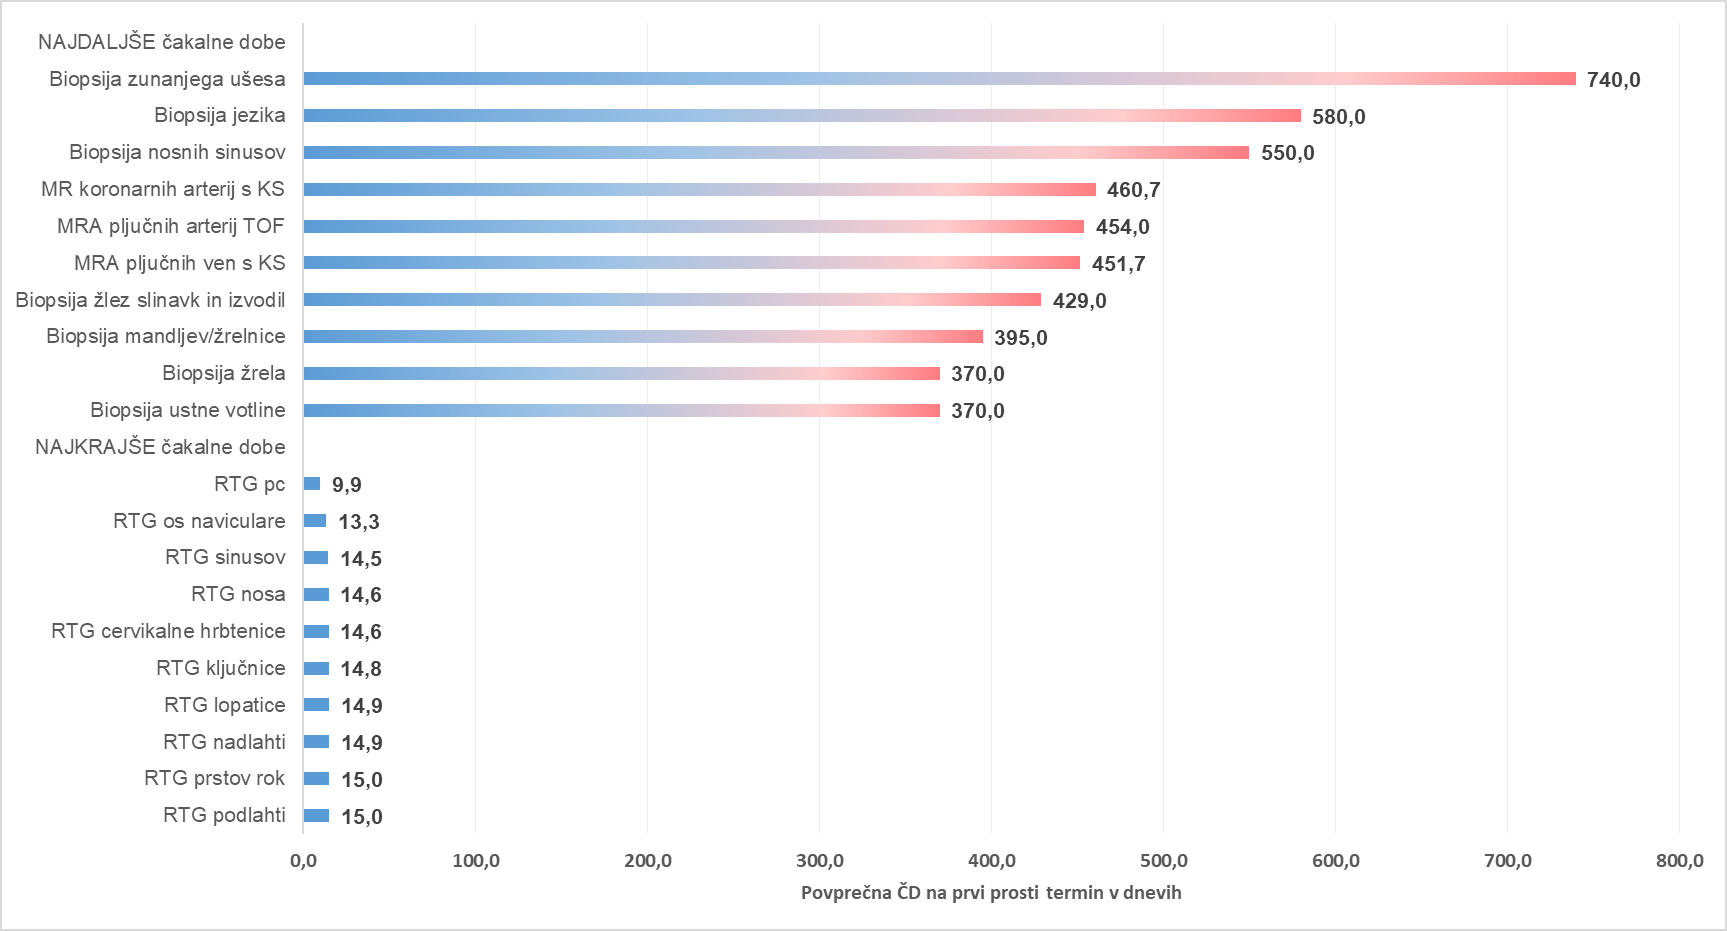 NAJDALJŠE čakalne dobe
Biopsija zunanjega ušesa 740,0
Biopsija jezika 580,0
Biopsija nosnih sinusov 550,0
MR koronarnih arterij s KS 460,7
MRA pljučnih arterij TOF 454,0
MRA pljučnih ven s KS 451,7
Biopsija žlez slinavk in izvodil 429,0
Biopsija mandljev/žrelnice 395,0
Biopsija žrela 370,0
Biopsija ustne votline 370,0
NAJKRAJŠE čakalne dobe
RTG pc 9,9
RTG os naviculare 13,3
RTG sinusov 14,5
RTG nosa 14,6
RTG cervikalne hrbtenice 14,6
RTG ključnice 14,8
RTG lopatice 14,9
RTG nadlahti 14,9
RTG prstov rok 15,0
RTG podlahti 15,0
0,0 100,0 200,0 300,0 400,0 500,0 600,0 700,0 800,0
Povprečna ČD na prvi prosti termin v dnevih